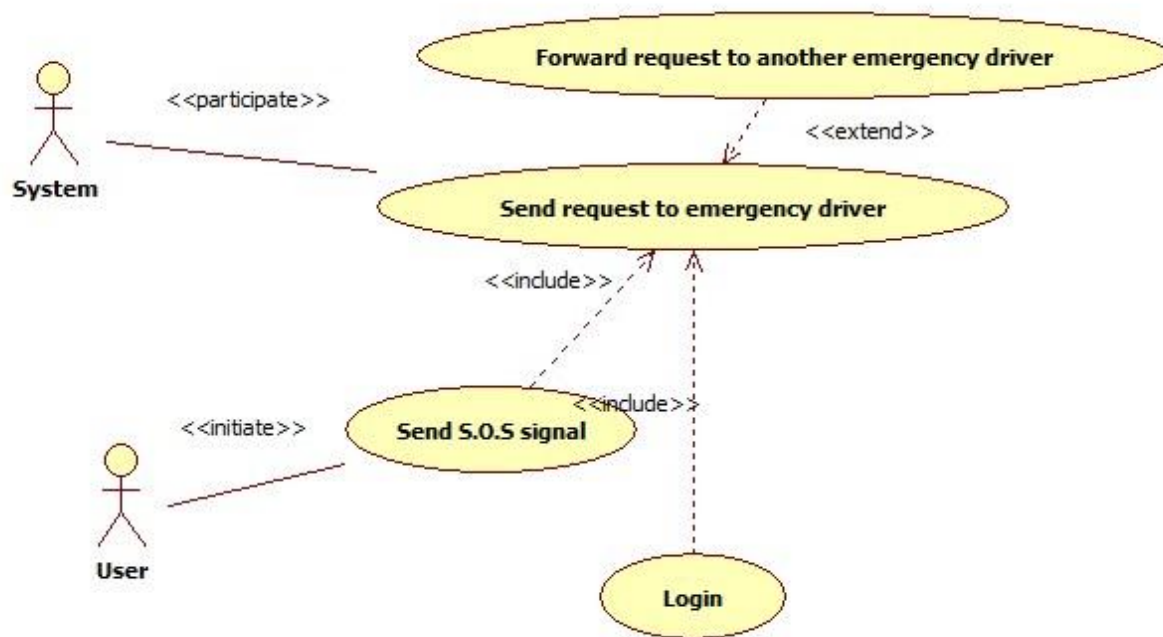 Forward request to another emergency driver
<<participate>>
<<extend>>
System
Send request to emergency driver
<<include>>
<<initiate>>
Send S.O.S signal
<<include>>
User
Login